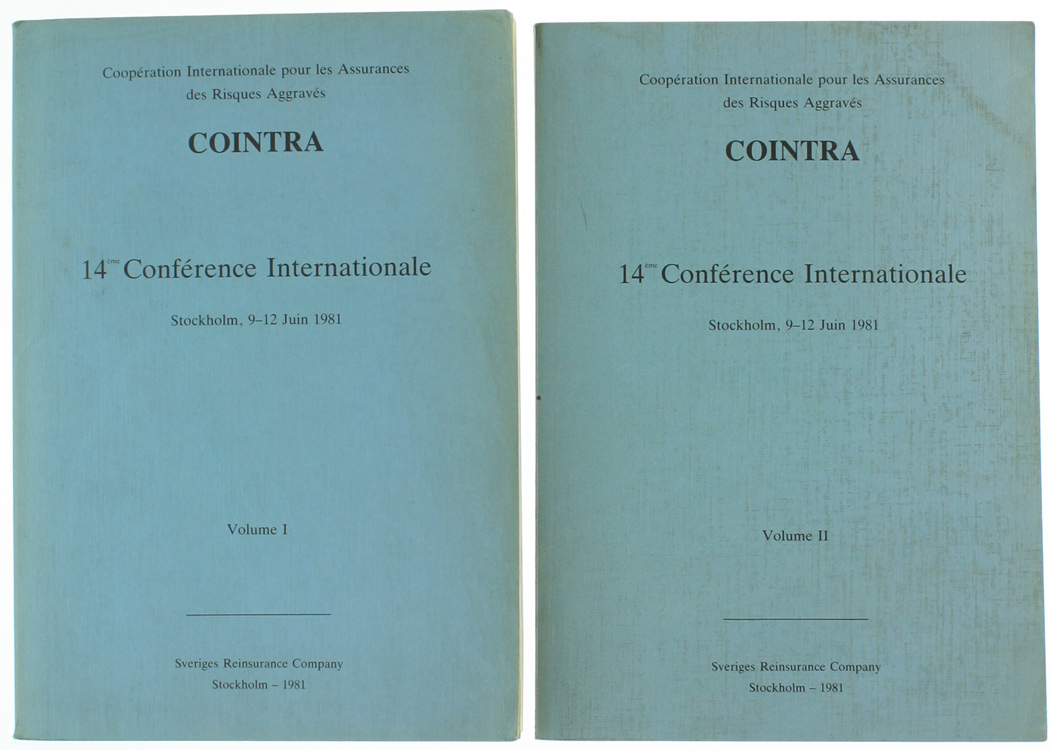 Coopération Internationale pour les Assurances
des Risques Aggravés
COINTRA
14ème Conférence Internationale
Stockholm, 9–12 Juin 1981
Volume I
Sveriges Reinsurance Company
Stockholm – 1981
Coopération Internationale pour les Assurances
des Risques Aggravés
COINTRA
14ème Conférence Internationale
Stockholm, 9–12 Juin 1981
Volume II
Sveriges Reinsurance Company
Stockholm – 1981